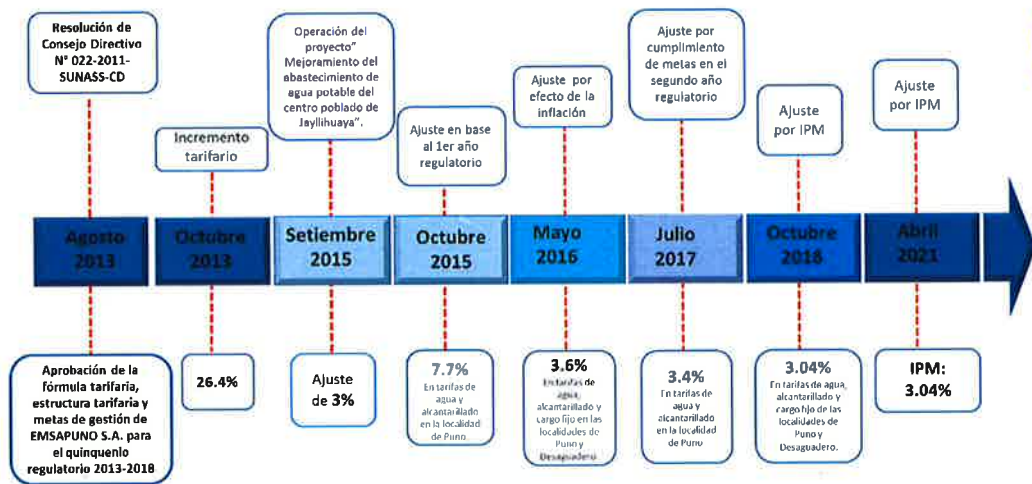 Resolución de
Consejo Directivo
N° 022-2011-
SUNASS-CD
Incremento
tarifario
Operación del
proyecto"
Mejoramiento del
abastecimiento de
agua potable del
centro poblado de
Jayllihuaya".
Ajuste en base
al 1er año
regulatorio
Ajuste por
efecto de la
inflación
Ajuste por
cumplimiento
de metas en el
segundo año
regulatorio
Ajuste
por IPM
Ajuste
por IPM
Agosto
2013
Octubre
2013
Setiembre
2015
Octubre
2015
Mayo
2016
Julio
2017
Octubre
2018
Abril
2021
Aprobación de la
fórmula tarifaria,
estructura tarifaria y
metas de gestión de
EMSAPUNO S.A. para
el quinquenio
regulatorio 2013-2018
26.4%
Ajuste
de 3%
7.7%
En tarifas de
agua y
alcantarillado
en la localidad
de Puno
3.6%
En tarifas de
agua,
alcantarillado y
cargo fijo en las
localidades de
Puno y
Desaguadero.
3.4%
En tarifas de
agua y
alcantarillado
en la localidad
de Puno
3.04%
En tarifas de agua,
alcantarillado y
cargo fijo de las
localidades de
Puno y
Desaguadero.
IPM:
3.04%